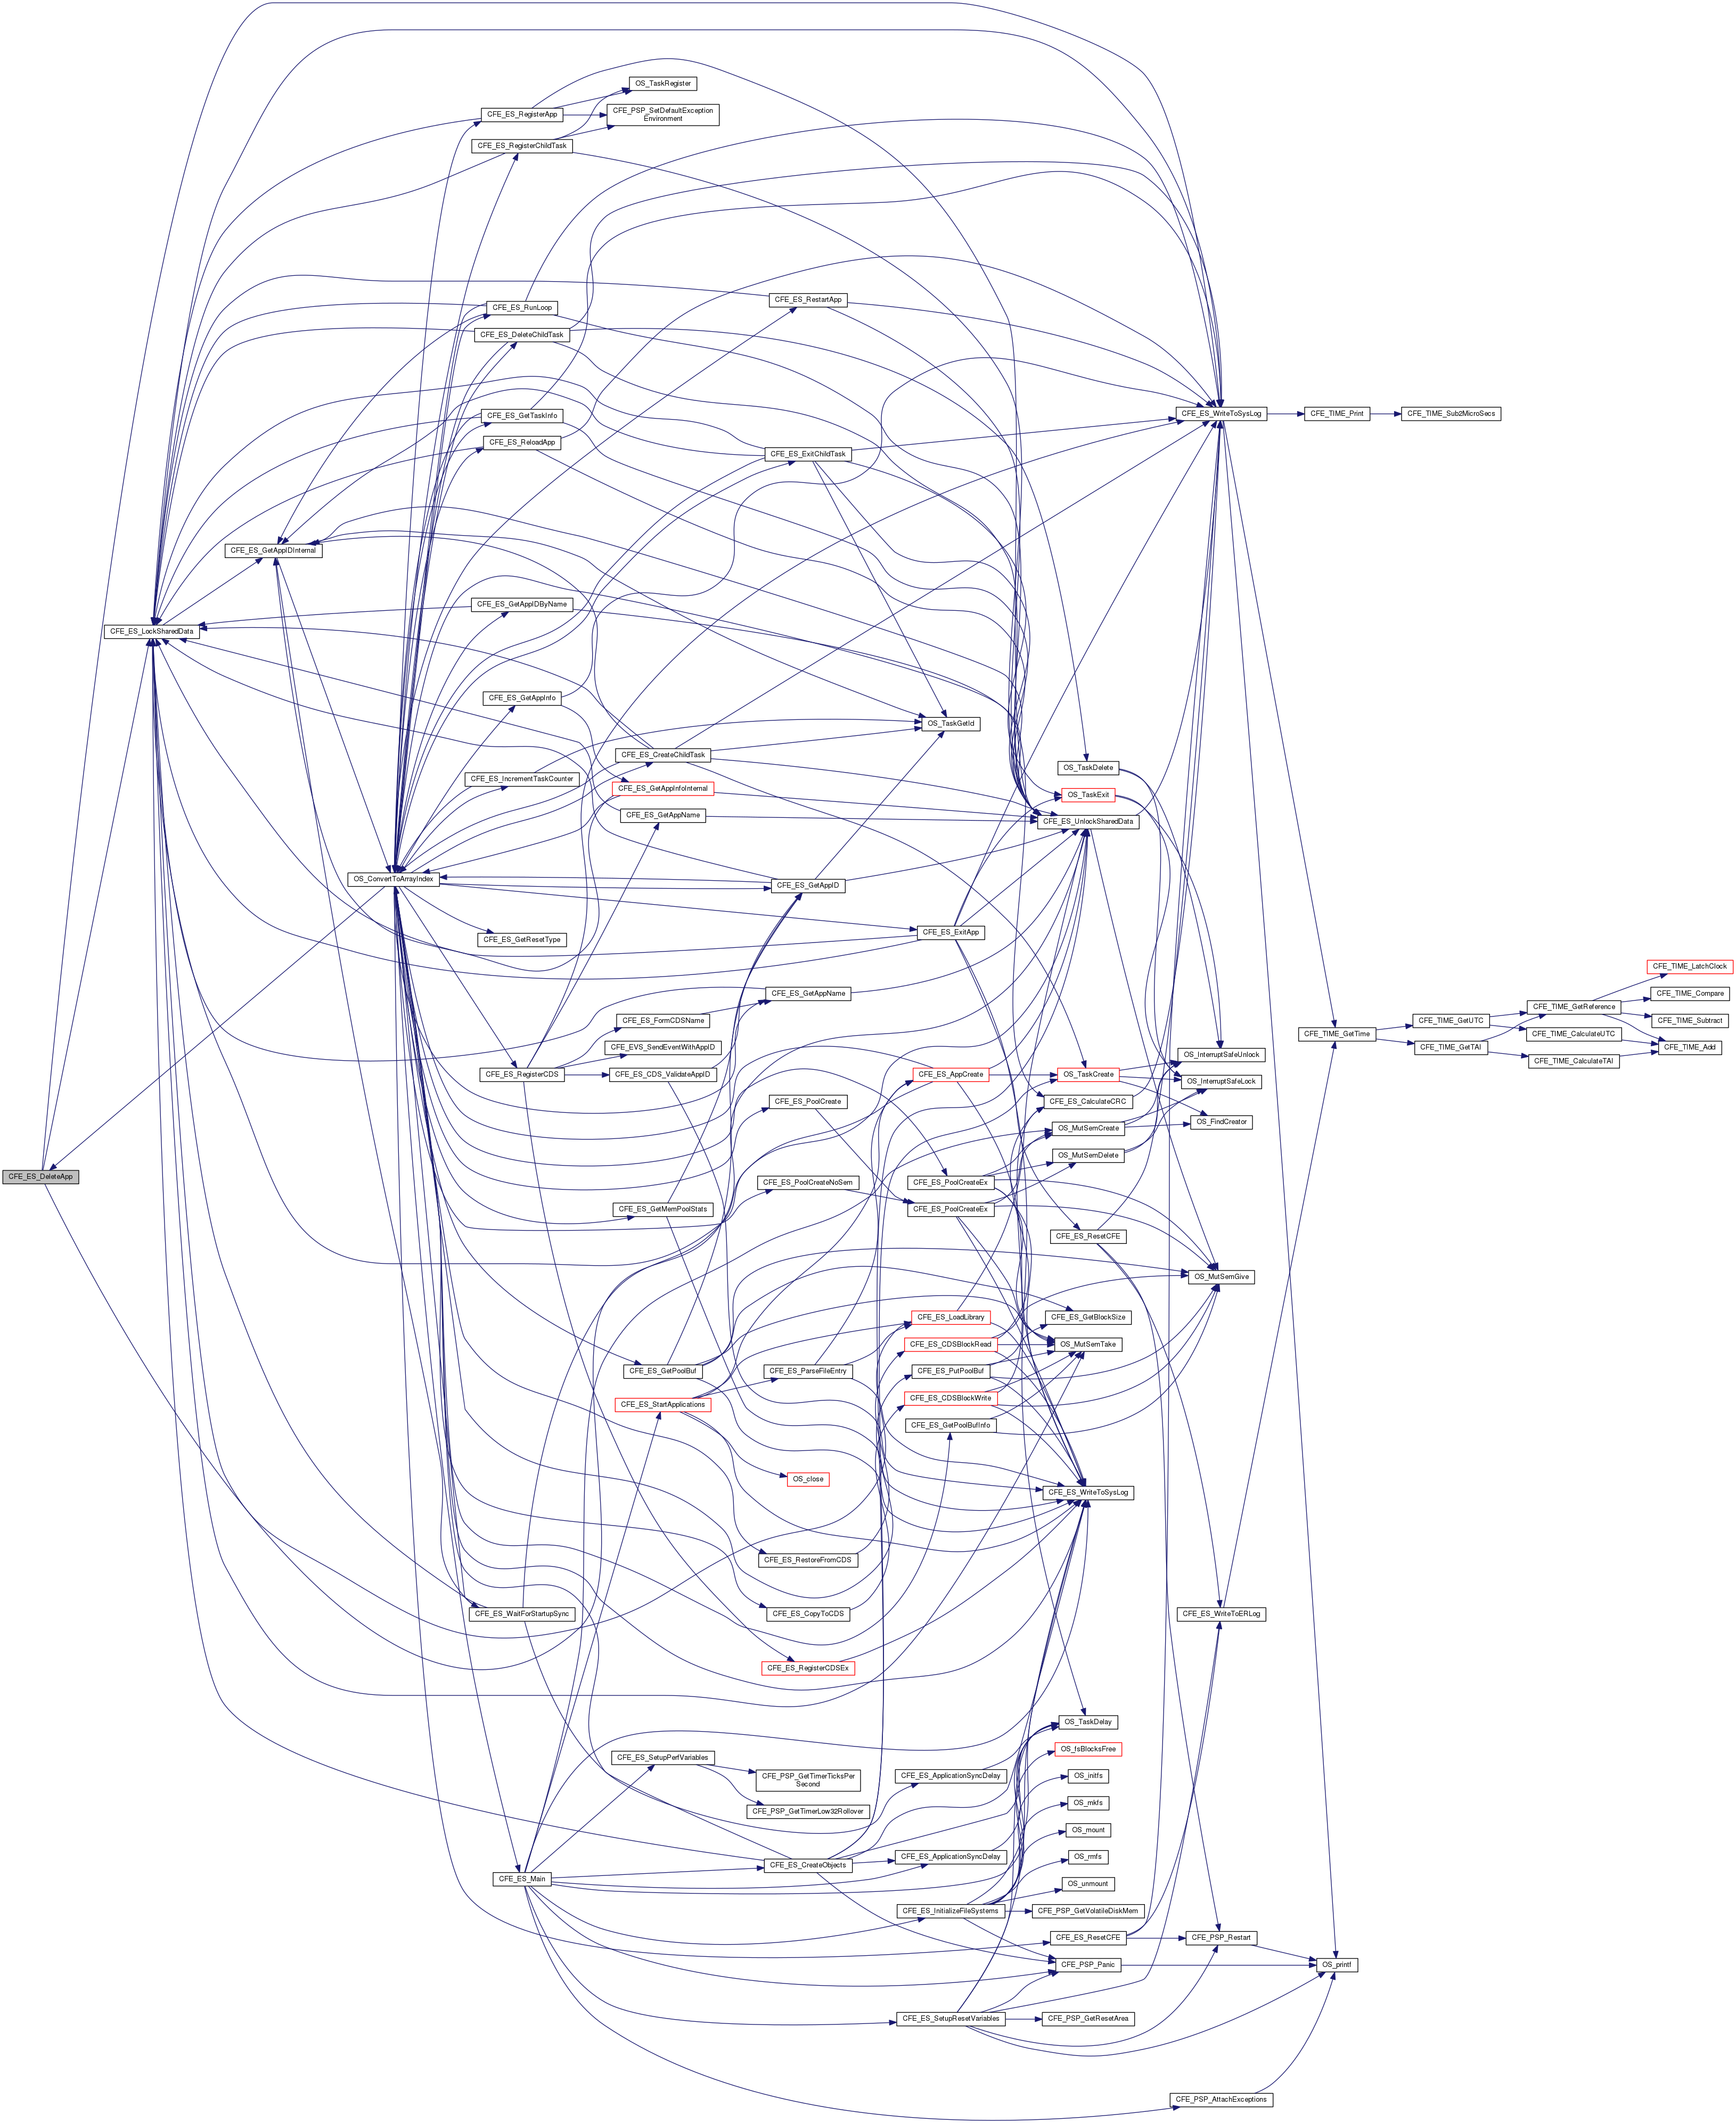 OS_TaskRegister
CFE_ES_RegisterApp
CFE_PSP_SetDefaultException
Environment
CFE_ES_RegisterChildTask
CFE_ES_RestartApp
CFE_ES_RunLoop
CFE_ES_DeleteChildTask
CFE_ES_GetTaskInfo
CFE_ES_WriteToSysLog
CFE_TIME_Print
CFE_TIME_Sub2MicroSecs
CFE_ES_ReloadApp
CFE_ES_ExitChildTask
CFE_ES_GetAppIDInternal
CFE_ES_GetAppIDByName
CFE_ES_LockSharedData
CFE_ES_GetAppInfo
OS_TaskGetId
CFE_ES_CreateChildTask
OS_TaskDelete
CFE_ES_IncrementTaskCounter
CFE_ES_GetAppInfoInternal
OS_TaskExit
CFE_ES_GetAppName
CFE_ES_UnlockSharedData
OS_ConvertToArrayIndex
CFE_ES_GetAppID
CFE_ES_ExitApp
CFE_ES_GetResetType
CFE_TIME_LatchClock
CFE_ES_GetAppName
CFE_TIME_Compare
CFE_TIME_GetReference
CFE_ES_FormCDSName
CFE_TIME_GetUTC
CFE_TIME_Subtract
CFE_TIME_GetTime
CFE_TIME_CalculateUTC
CFE_ES_EVS_SendEventWithAppID
CFE_TIME_GetTAI
CFE_TIME_Add
OS_InterruptSafeUnlock
CFE_TIME_CalculateTAI
CFE_ES_RegisterCDS
CFE_ES_CDS_ValidateAppID
CFE_ES_AppCreate
OS_TaskCreate
OS_InterruptSafeLock
CFE_ES_PoolCreate
CFE_ES_CalculateCRC
OS_FindCreator
OS_MutSemCreate
OS_MutSemDelete
CFE_ES_DeleteApp
CFE_ES_PoolCreateNoSem
CFE_ES_PoolCreateEx
CFE_ES_GetMemPoolStats
CFE_ES_PoolCreateEx
CFE_ES_ResetCFE
OS_MutSemGive
CFE_ES_LoadLibrary
CFE_ES_GetBlockSize
CFE_ES_CDSBlockRead
OS_MutSemTake
CFE_ES_GetPoolBuf
CFE_ES_ParseFileEntry
CFE_ES_PutPoolBuf
CFE_ES_CDSBlockWrite
CFE_ES_StartApplications
CFE_ES_GetPoolBufInfo
OS_close
CFE_ES_WriteToSysLog
CFE_ES_RestoreFromCDS
CFE_ES_WaitForStartupSync
CFE_ES_CopyToCDS
CFE_ES_WriteToERLog
CFE_ES_RegisterCDSEx
OS_TaskDelay
OS_fsBlocksFree
CFE_ES_SetupPerfVariables
CFE_PSP_GetTimerTicksPer
Second
CFE_ES_ApplicationSyncDelay
OS_initfs
OS_mkfs
CFE_PSP_GetTimerLow32Rollover
OS_mount
CFE_ES_ApplicationSyncDelay
OS_rmfs
CFE_ES_CreateObjects
CFE_ES_Main
OS_unmount
CFE_ES_InitializeFileSystems
CFE_PSP_GetVolatileDiskMem
CFE_ES_ResetCFE
CFE_PSP_Restart
CFE_PSP_Panic
OS_printf
CFE_ES_SetupResetVariables
CFE_PSP_GetResetArea
CFE_PSP_AttachExceptions